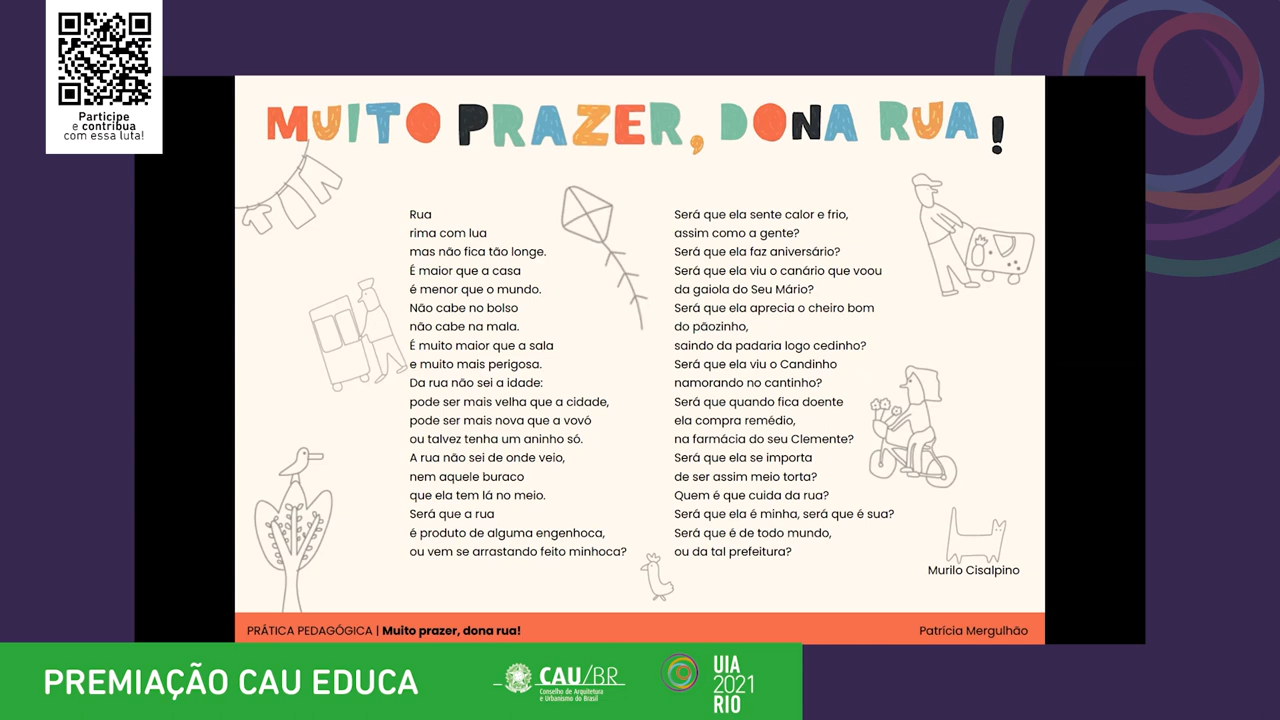 Participe
e contribua
com essa luta!
MUITO PRAZER, DONA RUA!
Rua
rima com lua
mas não fica tão longe.
É maior que a casa
é menor que o mundo.
Não cabe no bolso
não cabe na mala.
É muito maior que a sala
e muito mais perigosa.
Da rua não sei a idade:
pode ser mais velha que a cidade,
pode ser mais nova que a vovó
ou talvez tenha um aninho só.
A rua não sei de onde veio,
nem aquele buraco
que ela tem lá no meio.
Será que a rua
é produto de alguma engenhoca,
ou vem se arrastando feito minhoca?
Será que ela sente calor e frio,
assim como a gente?
Será que ela faz aniversário?
Será que ela viu o canário que voou
da gaiola do Seu Mário?
Será que ela aprecia o cheiro bom
do pãozinho,
saindo da padaria logo cedinho?
Será que ela viu o Candinho
namorando no cantinho?
Será que quando fica doente
ela compra remédio,
na farmácia do seu Clemente?
Será que ela se importa
de ser assim meio torta?
Quem é que cuida da rua?
Será que ela é minha, será que é sua?
Será que é de todo mundo,
ou da tal prefeitura?
Murilo Cisalpino
PRÁTICA PEDAGÓGICA | Muito prazer, dona rua!
Patrícia Mergulhão
PREMIAÇÃO CAU EDUCA
CAU/BR
Conselho de Arquitetura
e Urbanismo do Brasil
UIA
2021
RIO